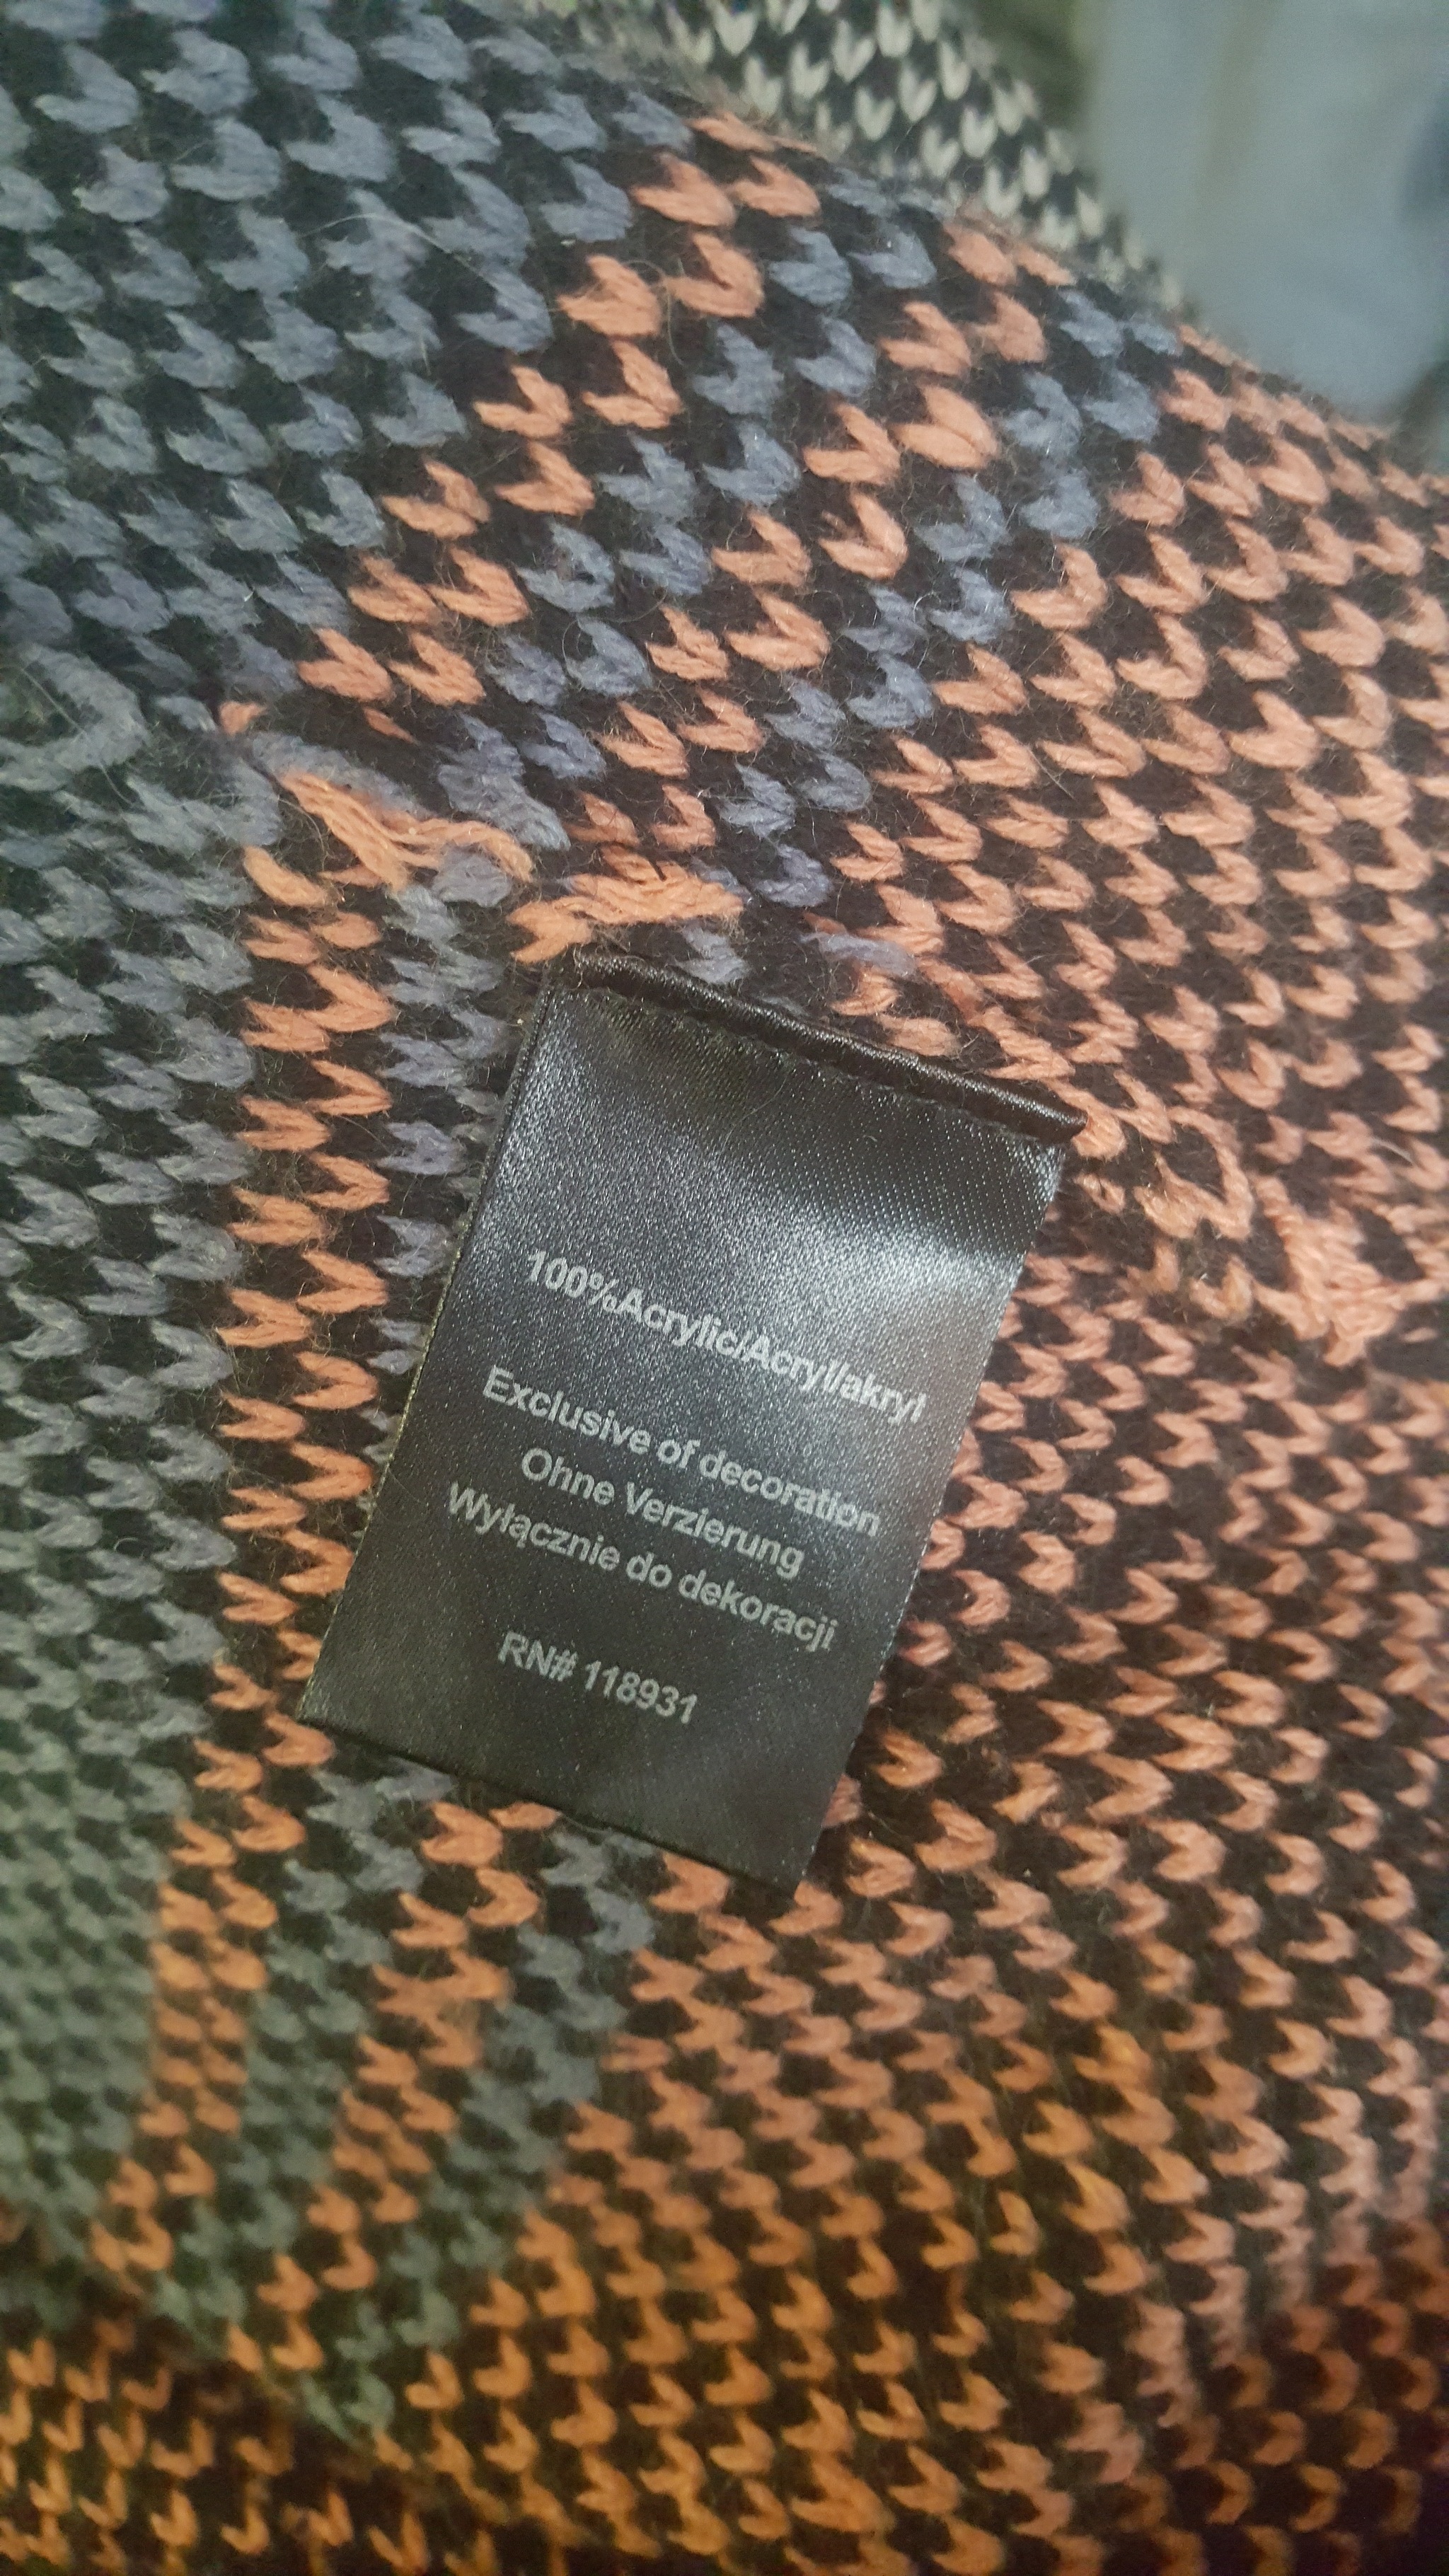 100%Acrylic/Acryl/akryl
Exclusive of decoration
Ohne Verzierung
Wyłącznie do dekoracji
RN# 118931